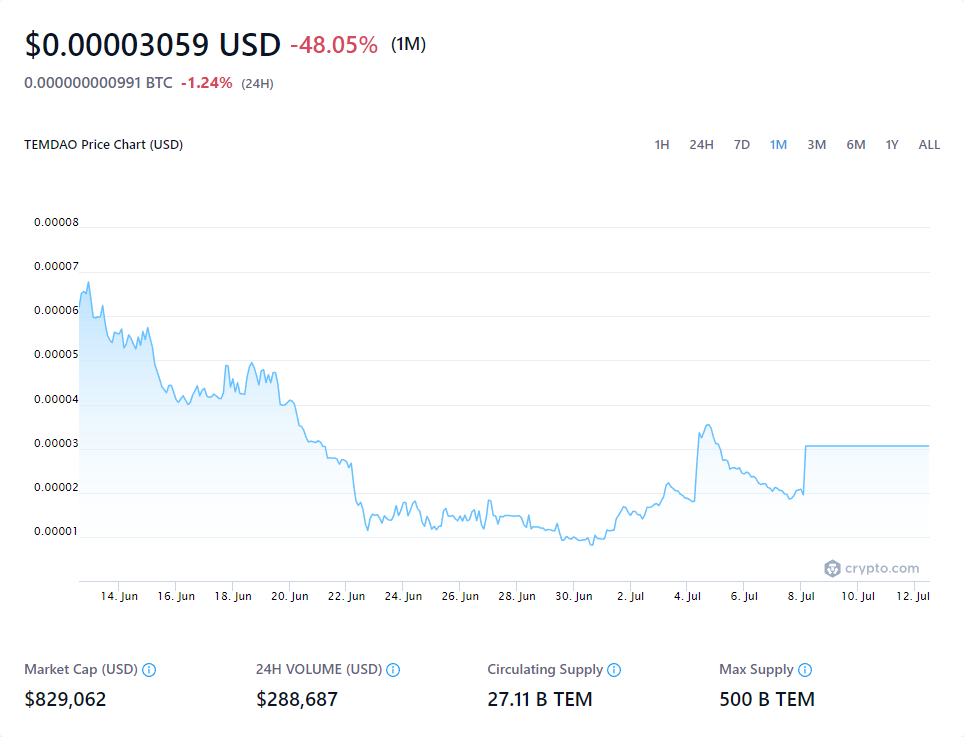 $0.00003059 USD -48.05% (1M)
0.000000000991 BTC -1.24% (24H)
TEMDAO Price Chart (USD) 1H 24H 7D 1M 3M 6M 1Y ALL
0.00008
0.00007
0.00006
0.00005
0.00004
0.00003
0.00002
0.00001
crypto.com
14. Jun 16. Jun 18. Jun 20. Jun 22. Jun 24. Jun 26. Jun 28. Jun 30. Jun 2. Jul 4. Jul 6. Jul 8. Jul 10. Jul 12. Jul
Market Cap (USD) 24H VOLUME (USD) Circulating Supply Max Supply
$829,062 $288,687 27.11 B TEM 500 B TEM